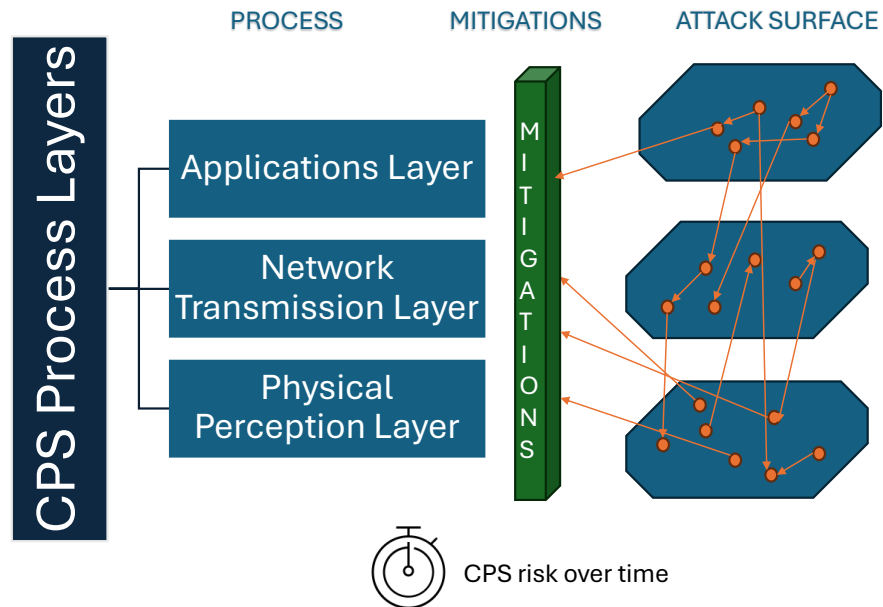 PROCESS
MITIGATIONS
ATTACK SURFACE
CPS Process Layers
Applications Layer
Network
Transmission Layer
Physical
Perception Layer
MITIGATIONS
CPS risk over time